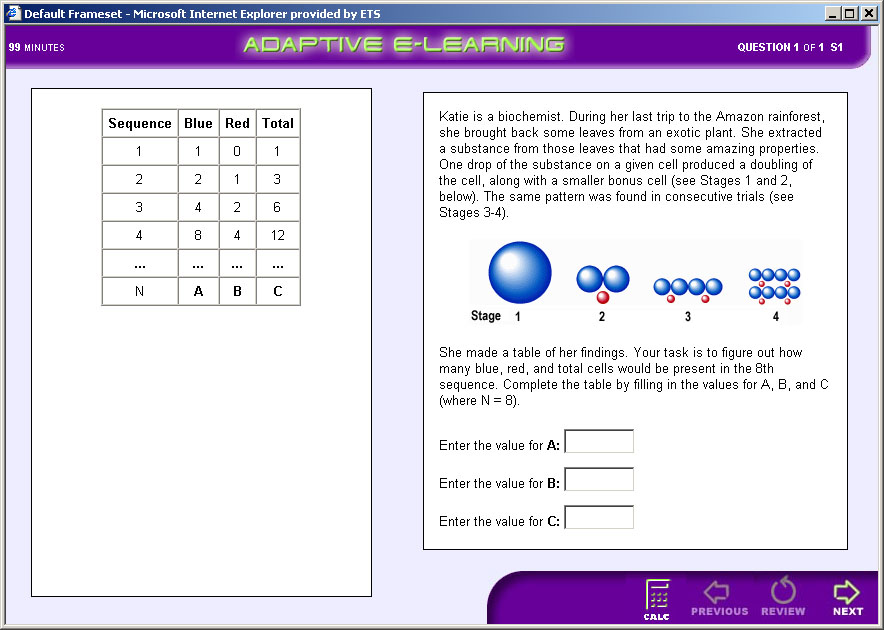 Default Frameset - Microsoft Internet Explorer provided by ETS
99 MINUTES
ADAPTIVE E-LEARNING
QUESTION 1 OF 1 S1
Sequence Blue Red Total
1 1 0 1
2 2 1 3
3 4 2 6
4 8 4 12
... ... ... ...
N A B C
Katie is a biochemist. During her last trip to the Amazon rainforest,
she brought back some leaves from an exotic plant. She extracted
a substance from those leaves that had some amazing properties.
One drop of the substance on a given cell produced a doubling of
the cell, along with a smaller bonus cell (see Stages 1 and 2,
below). The same pattern was found in consecutive trials (see
Stages 3-4).
Stage 1 2 3 4
She made a table of her findings. Your task is to figure out how
many blue, red, and total cells would be present in the 8th
sequence. Complete the table by filling in the values for A, B, and C
(where N = 8).
Enter the value for A:
Enter the value for B:
Enter the value for C:
CALC PREVIOUS REVIEW NEXT